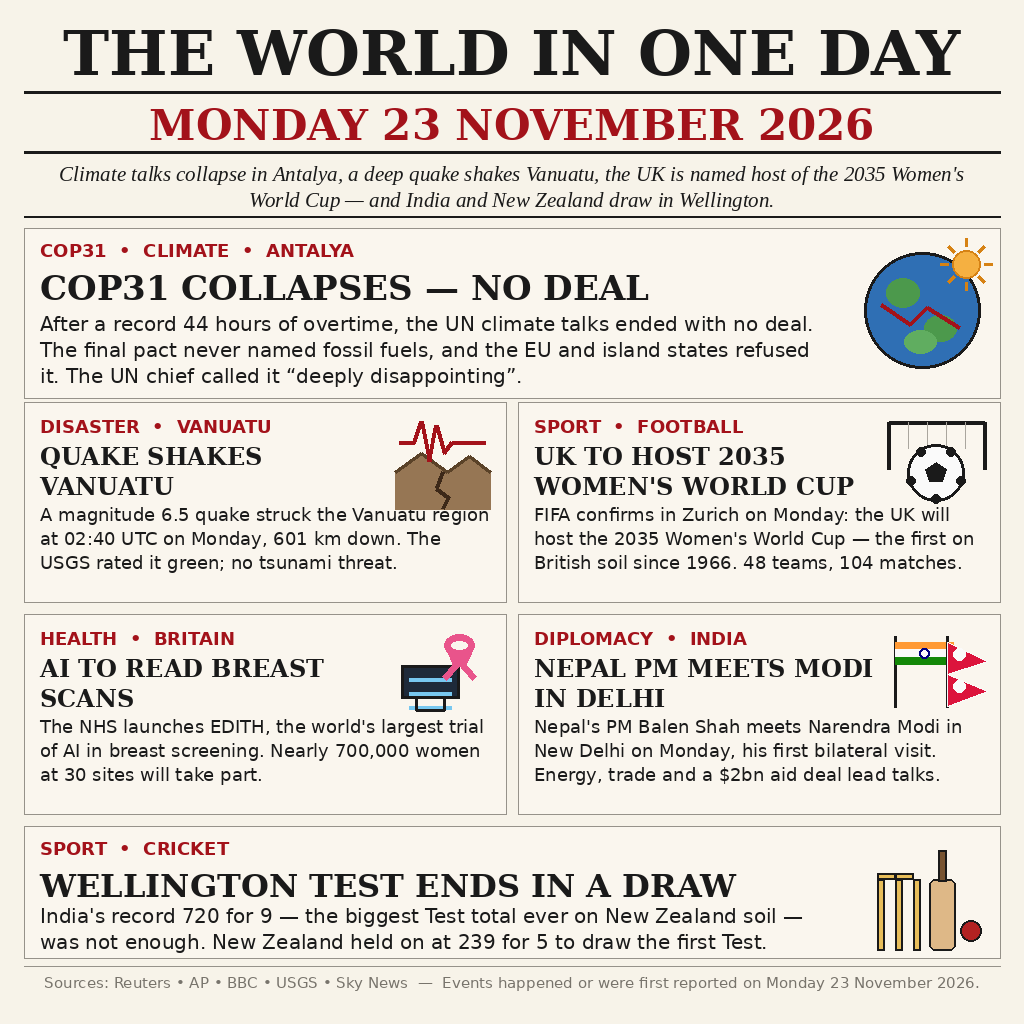 THE WORLD IN ONE DAY
MONDAY 23 NOVEMBER 2026
Climate talks collapse in Antalya, a deep quake shakes Vanuatu, the UK is named host of the 2035 Women's
World Cup — and India and New Zealand draw in Wellington.
COP31 • CLIMATE • ANTALYA
COP31 COLLAPSES — NO DEAL
After a record 44 hours of overtime, the UN climate talks ended with no deal.
The final pact never named fossil fuels, and the EU and island states refused
it. The UN chief called it “deeply disappointing”.
DISASTER • VANUATU
QUAKE SHAKES
VANUATU
A magnitude 6.5 quake struck the Vanuatu region
at 02:40 UTC on Monday, 601 km down. The
USGS rated it green; no tsunami threat.
SPORT • FOOTBALL
UK TO HOST 2035
WOMEN'S WORLD CUP
FIFA confirms in Zurich on Monday: the UK will
host the 2035 Women's World Cup — the first on
British soil since 1966. 48 teams, 104 matches.
HEALTH • BRITAIN
AI TO READ BREAST
SCANS
The NHS launches EDITH, the world's largest trial
of AI in breast screening. Nearly 700,000 women
at 30 sites will take part.
DIPLOMACY • INDIA
NEPAL PM MEETS MODI
IN DELHI
Nepal's PM Balen Shah meets Narendra Modi in
New Delhi on Monday, his first bilateral visit.
Energy, trade and a $2bn aid deal lead talks.
SPORT • CRICKET
WELLINGTON TEST ENDS IN A DRAW
India's record 720 for 9 — the biggest Test total ever on New Zealand soil —
was not enough. New Zealand held on at 239 for 5 to draw the first Test.
Sources: Reuters • AP • BBC • USGS • Sky News — Events happened or were first reported on Monday 23 November 2026.